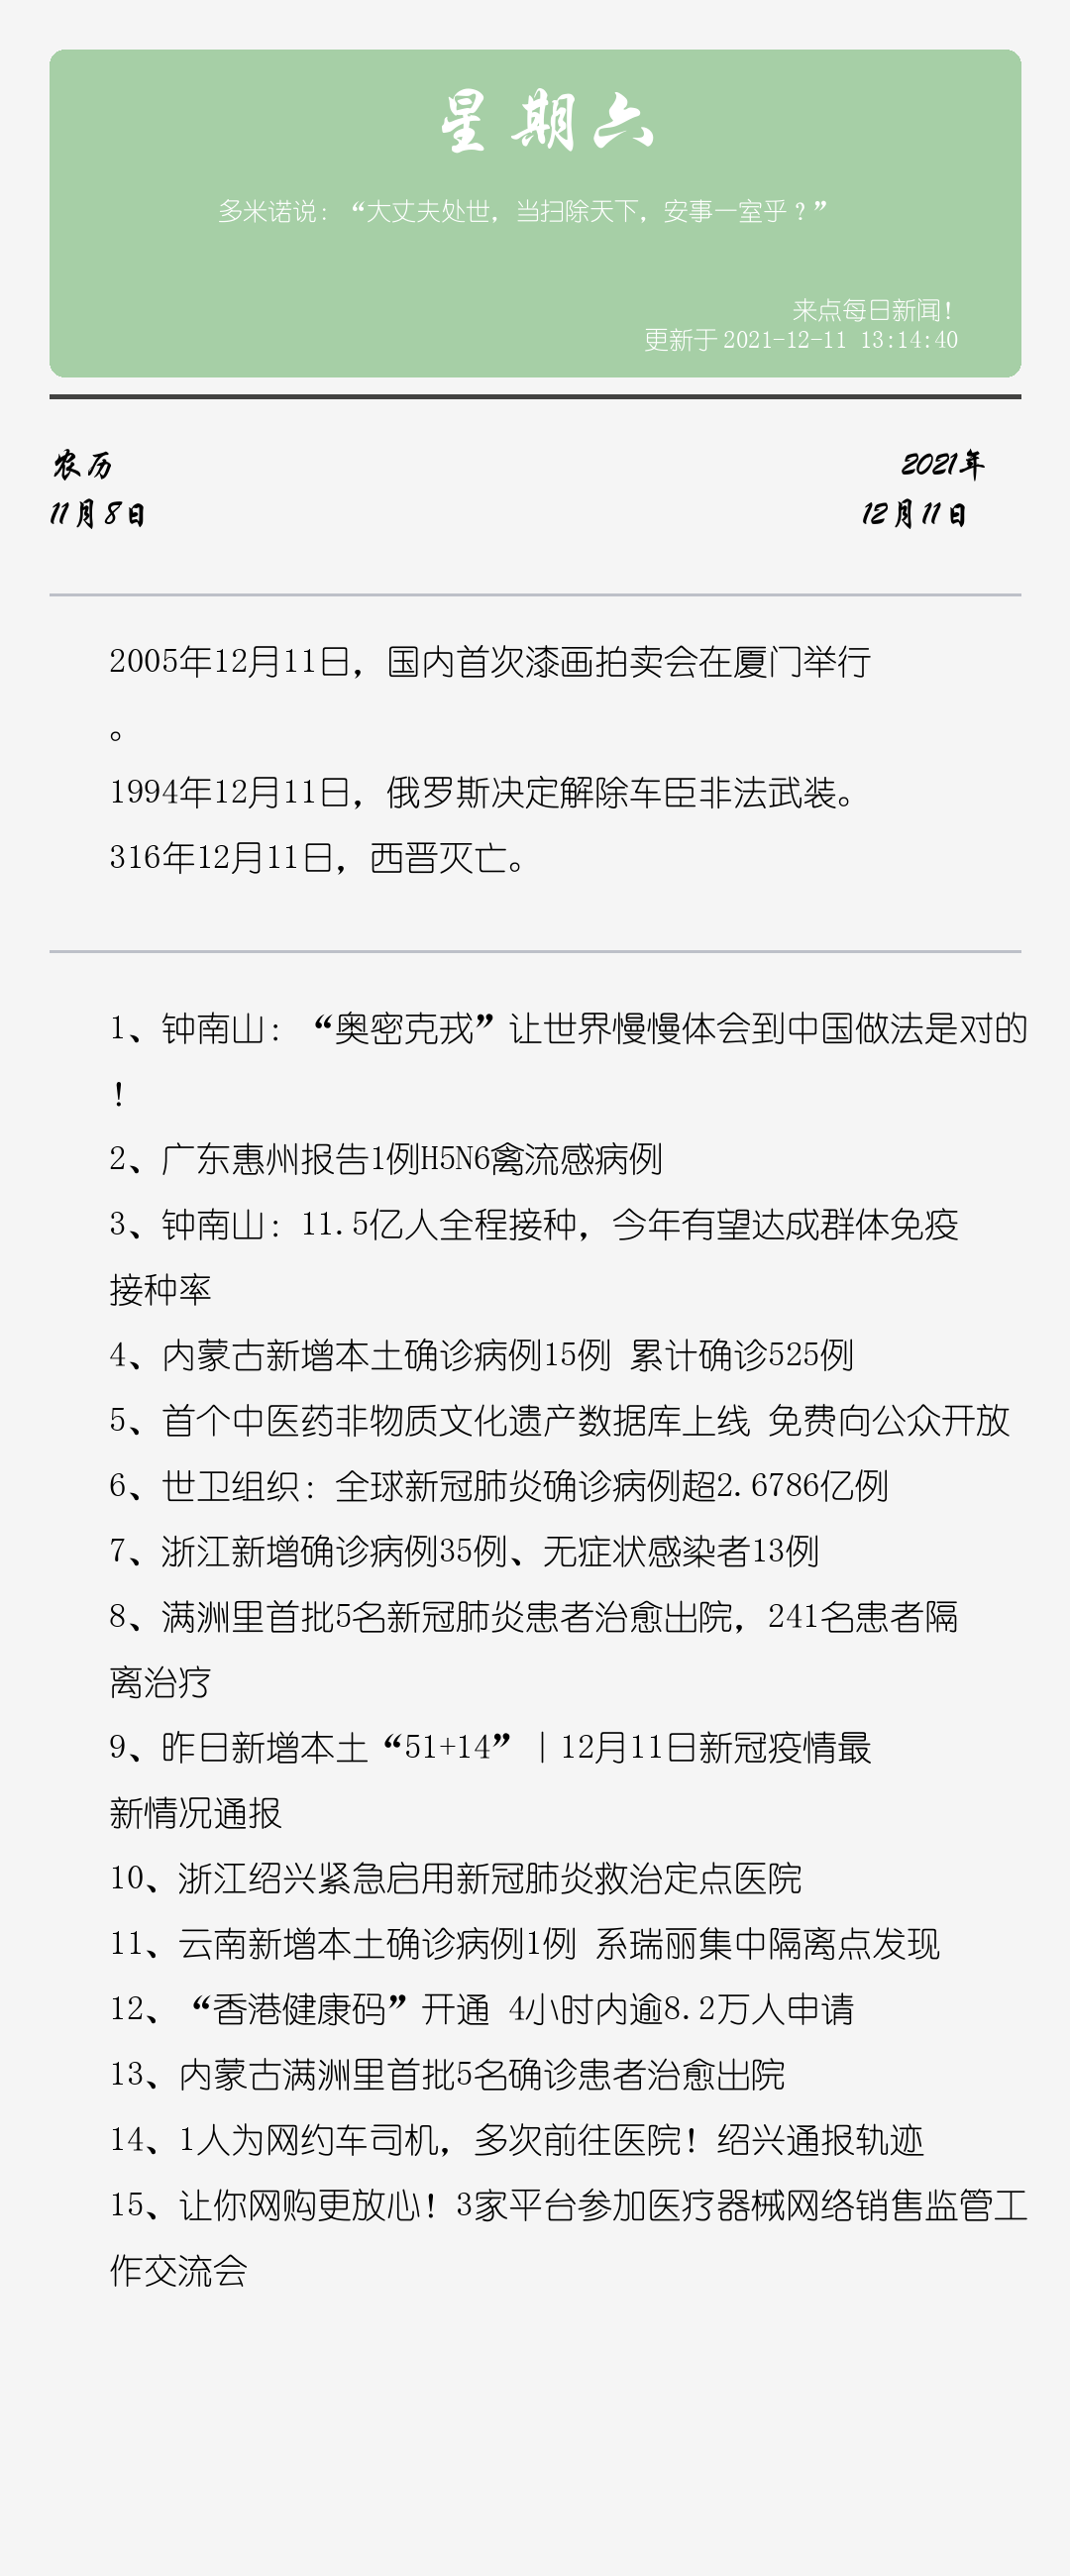 星期六
多米诺说：“大丈夫处世，当扫除天下，安事一室乎？”
来点每日新闻！
更新于2021-12-11 13:14:40
农历
11月8日
2021年
12月11日
2005年12月11日，国内首次漆画拍卖会在厦门举行
。
1994年12月11日，俄罗斯决定解除车臣非法武装。
316年12月11日，西晋灭亡。
1、钟南山：“奥密克戎”让世界慢慢体会到中国做法是对的
！
2、广东惠州报告1例H5N6禽流感病例
3、钟南山：11.5亿人全程接种，今年有望达成群体免疫
接种率
4、内蒙古新增本土确诊病例15例 累计确诊525例
5、首个中医药非物质文化遗产数据库上线 免费向公众开放
6、世卫组织：全球新冠肺炎确诊病例超2.6786亿例
7、浙江新增确诊病例35例、无症状感染者13例
8、满洲里首批5名新冠肺炎患者治愈出院，241名患者隔
离治疗
9、昨日新增本土“51+14”｜12月11日新冠疫情最
新情况通报
10、浙江绍兴紧急启用新冠肺炎救治定点医院
11、云南新增本土确诊病例1例 系瑞丽集中隔离点发现
12、“香港健康码”开通 4小时内逾8.2万人申请
13、内蒙古满洲里首批5名确诊患者治愈出院
14、1人为网约车司机，多次前往医院！绍兴通报轨迹
15、让你网购更放心！3家平台参加医疗器械网络销售监管工
作交流会